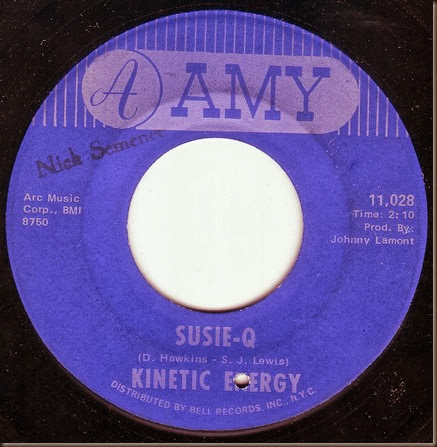 A AMY
Nick
Arc Music
Corp., BMI
8750
11,028
Time: 2:10
Prod. By:
Johnny Lamont
SUSIE-Q
(D. Hawkins - S. J. Lewis)
KINETIC ENERGY
DISTRIBUTED BY BELL RECORDS, INC., N.Y.C.